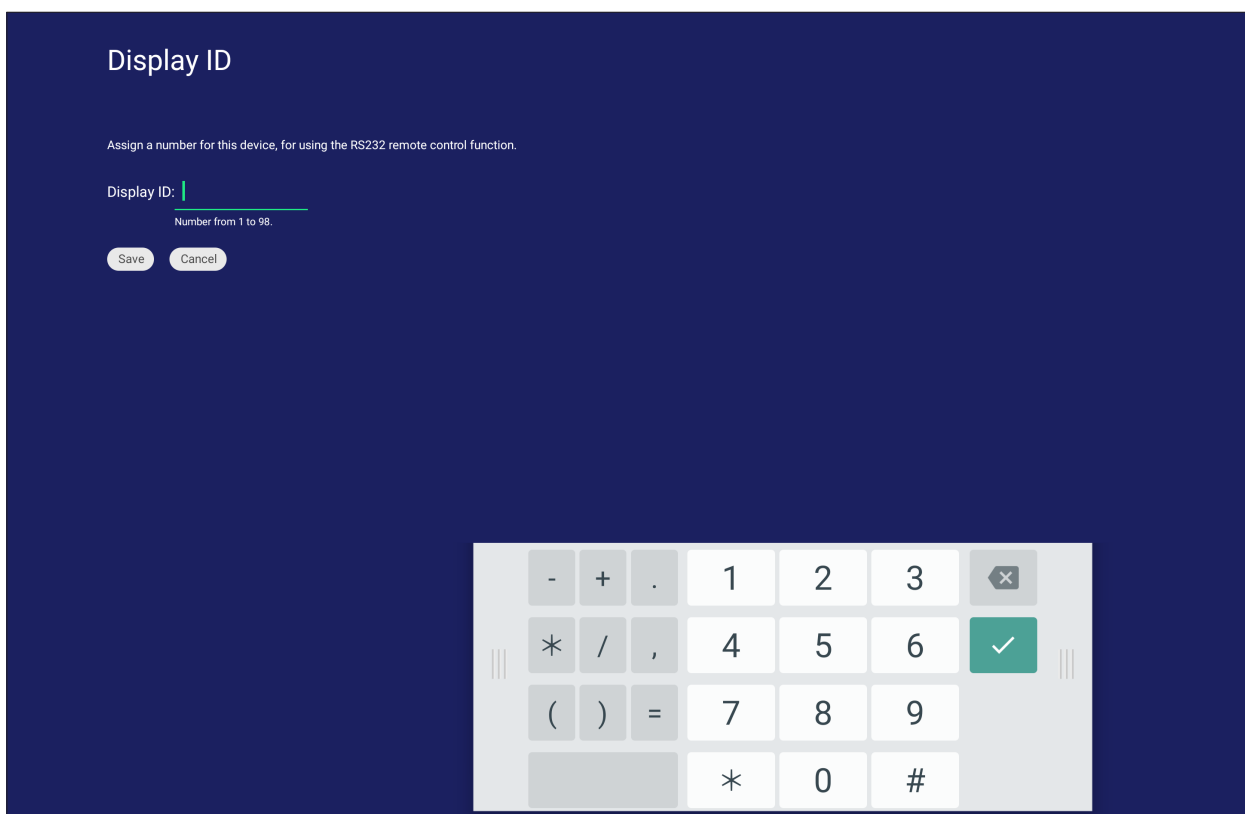 Display ID
Assign a number for this device, for using the RS232 remote control function.
Display ID:
Number from 1 to 98.
Save Cancel
- + . 1 2 3
* / , 4 5 6
( ) = 7 8 9
* 0 #